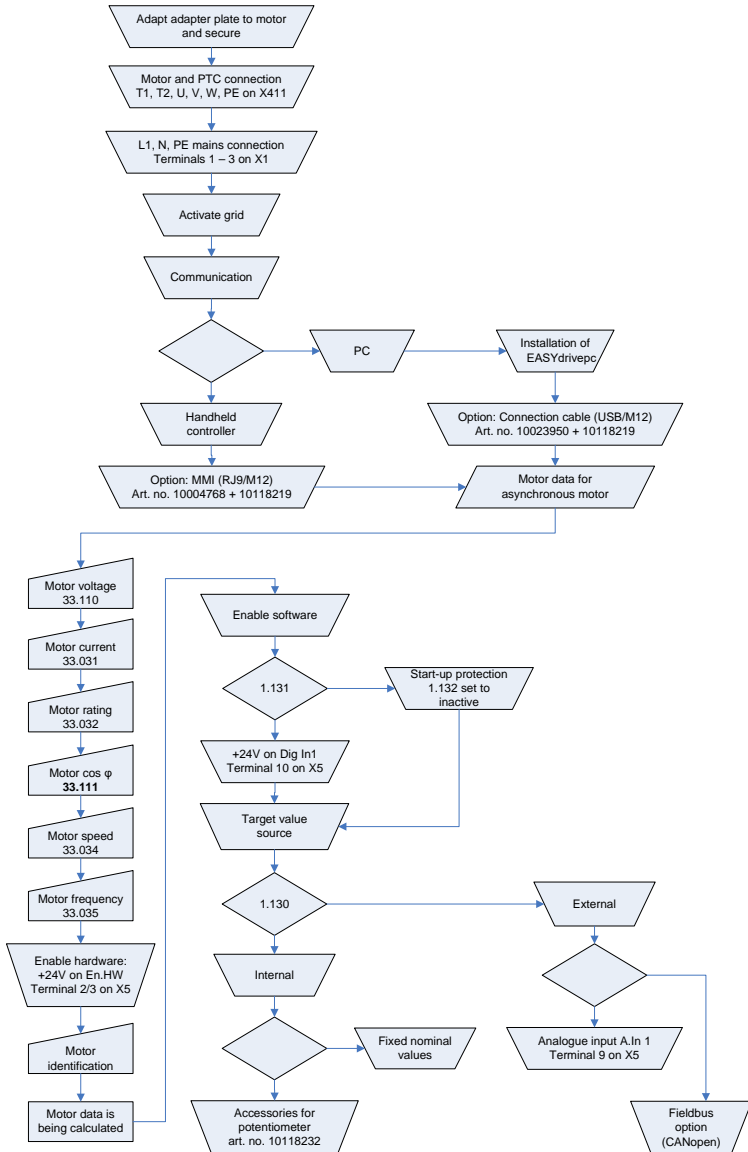 Adapt adapter plate to motor
and secure
Motor and PTC connection
T1, T2, U, V, W, PE on X411
L1, N, PE mains connection
Terminals 1 – 3 on X1
Activate grid
Communication
PC
Installation of
EASYdrivepc
Handheld
controller
Option: Connection cable (USB/M12)
Art. no. 10023950 + 10118219
Option: MMI (RJ9/M12)
Art. no. 10004768 + 10118219
Motor data for
asynchronous motor
Motor voltage
33.110
Motor current
33.031
Motor rating
33.032
Motor cos φ
33.111
Motor speed
33.034
Motor frequency
33.035
Enable hardware:
+24V on En.HW
Terminal 2/3 on X5
Motor
identification
Motor data is
being calculated
Enable software
1.131
Start-up protection
1.132 set to
inactive
+24V on Dig In1
Terminal 10 on X5
Target value
source
1.130
External
Internal
Fixed nominal
values
Analogue input A.In 1
Terminal 9 on X5
Accessories for
potentiometer
art. no. 10118232
Fieldbus
option
(CANopen)